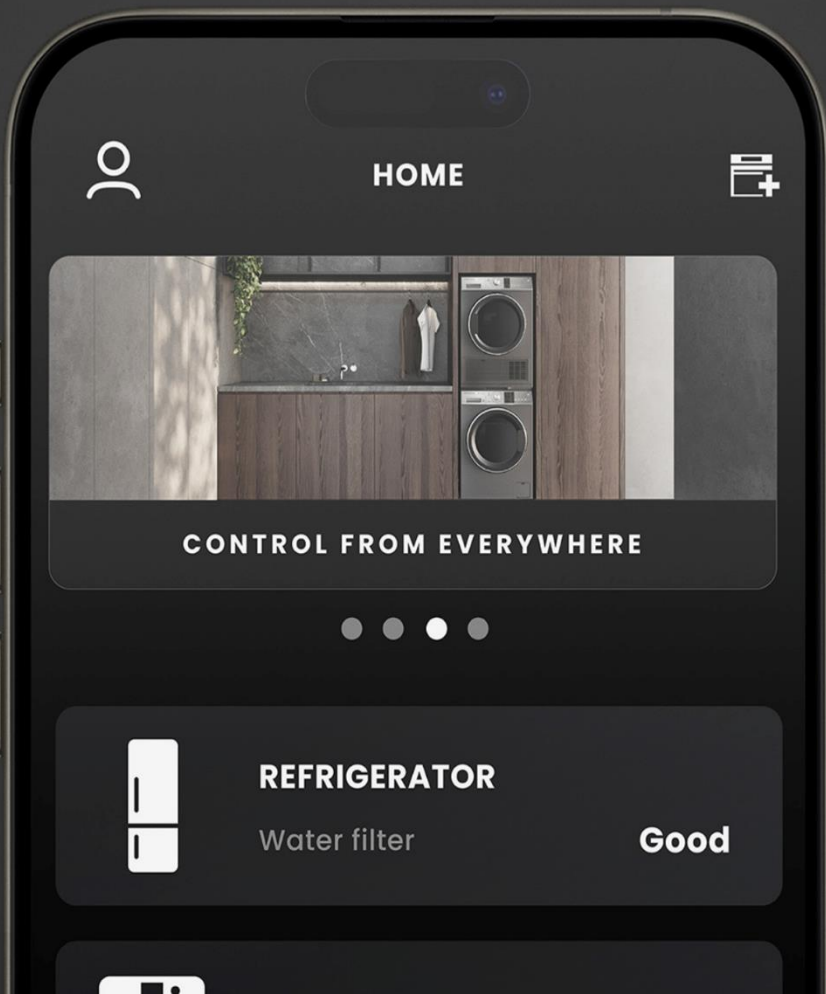 HOME
CONTROL FROM EVERYWHERE
REFRIGERATOR
Water filter
Good